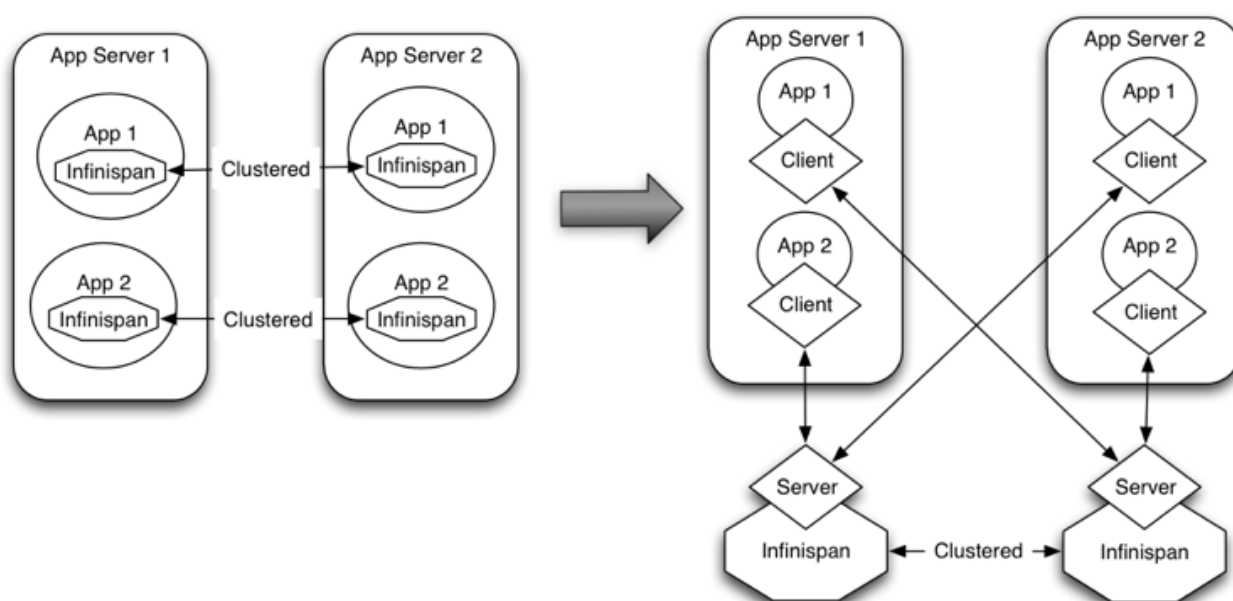 App Server 1
App 1
Infinispan
App 2
Infinispan
Clustered
Clustered
App Server 2
App 1
Infinispan
App 2
Infinispan
App Server 1
App 1
Client
App 2
Client
App Server 2
App 1
Client
App 2
Client
Server
Infinispan
Clustered
Server
Infinispan